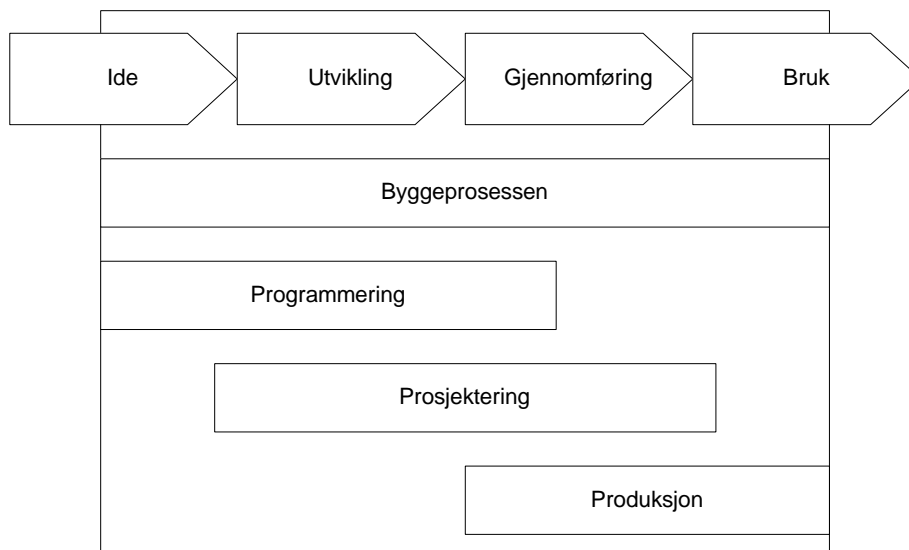 Ide
Utvikling
Gjennomføring
Bruk
Byggeprosessen
Programmering
Prosjektering
Produksjon